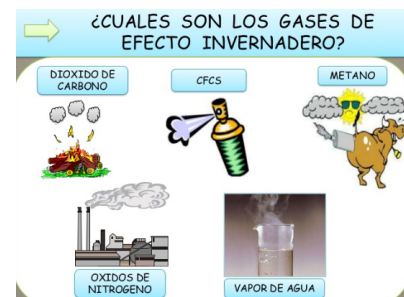 ¿CUALES SON LOS GASES DE
EFECTO INVERNADERO?
DIOXIDO DE
CARBONO
CFCS
METANO
OXIDOS DE
NITROGENO
VAPOR DE AGUA